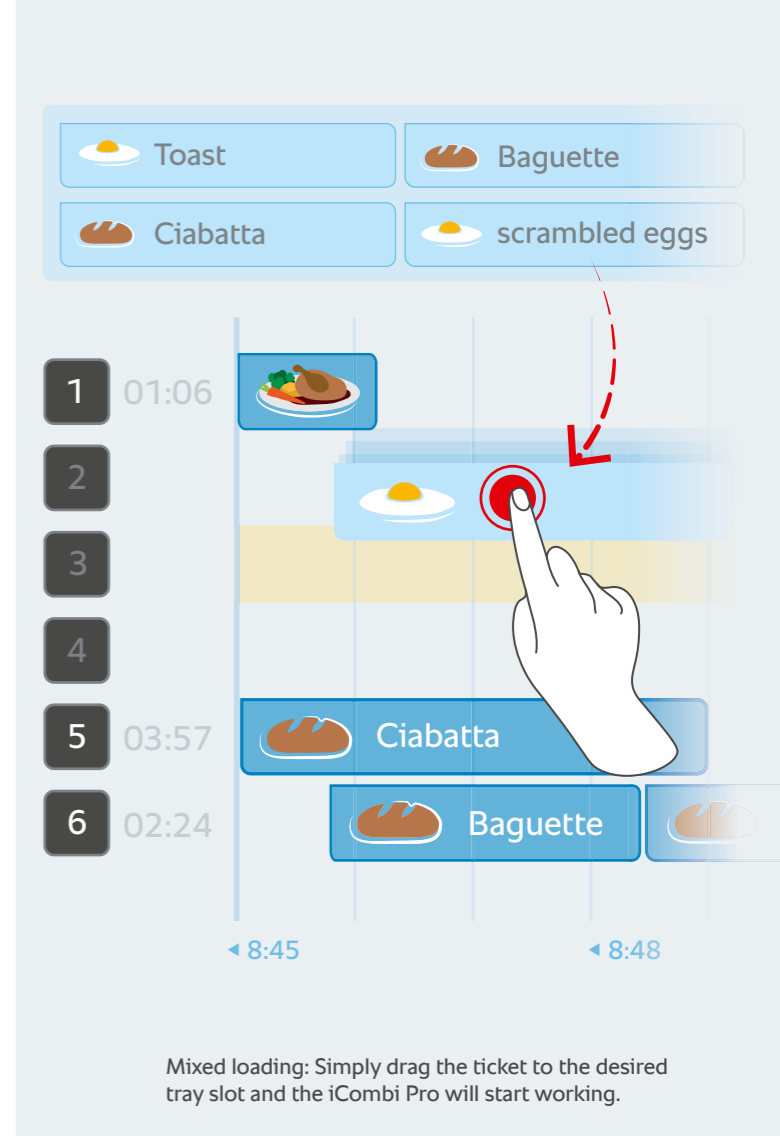 Toast
Baguette
Ciabatta
scrambled eggs
1 01:06
2
3
4
5 03:57 Ciabatta
6 02:24 Baguette
◄ 8:45 ◄ 8:48
Mixed loading: Simply drag the ticket to the desired
tray slot and the iCombi Pro will start working.